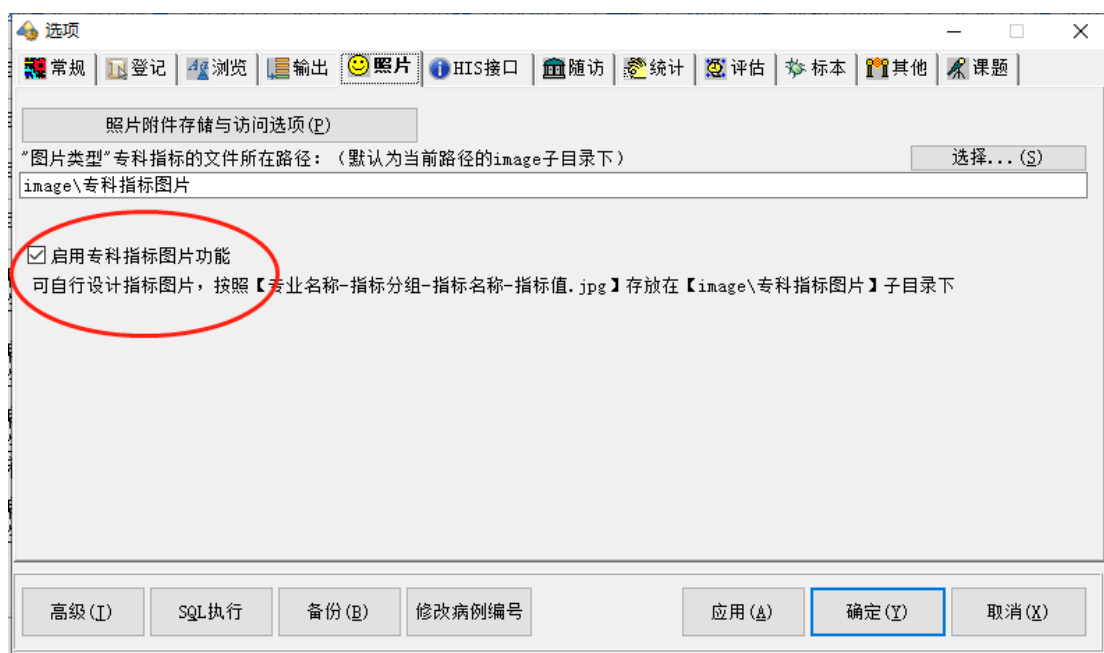 选项
常规 登记 浏览 输出 照片 HIS接口 随访 统计 评估 标本 其他 课题
照片附件存储与访问选项(P)
"图片类型"专科指标的文件所在路径：（默认为当前路径的image子目录下） 选择...(S)
image\专科指标图片
启用专科指标图片功能
可自行设计指标图片，按照【专业名称-指标分组-指标名称-指标值.jpg】存放在【image\专科指标图片】子目录下
高级(I) SQL执行 备份(B) 修改病例编号 应用(A) 确定(Y) 取消(X)